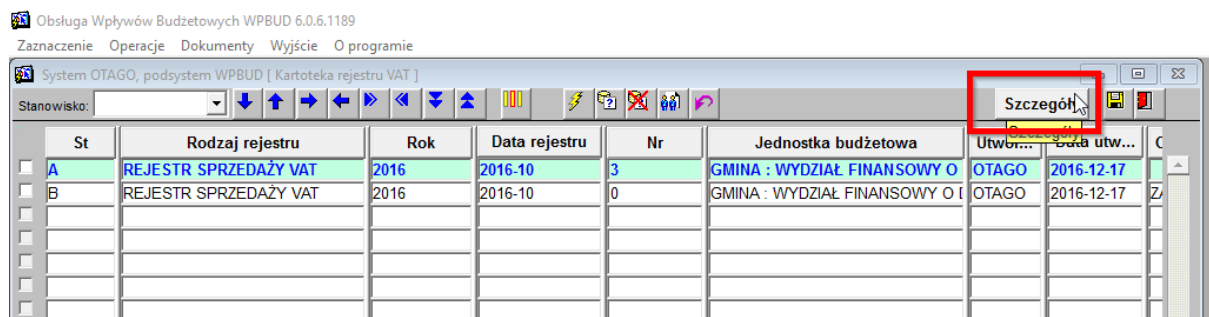 Obsługa Wpływów Budżetowych WPBUD 6.0.6.1189
Zaznaczenie Operacje Dokumenty Wyjście O programie
System OTAGO, podsystem WPBUD [ Kartoteka rejestru VAT ]
Stanowisko: Szczegóły
Szczegóły
St Rodzaj rejestru Rok Data rejestru Nr Jednostka budżetowa Utwor... Data utw...
A REJESTR SPRZEDAŻY VAT 2016 2016-10 3 GMINA : WYDZIAŁ FINANSOWY O OTAGO 2016-12-17
B REJESTR SPRZEDAŻY VAT 2016 2016-10 0 GMINA : WYDZIAŁ FINANSOWY O OTAGO 2016-12-17